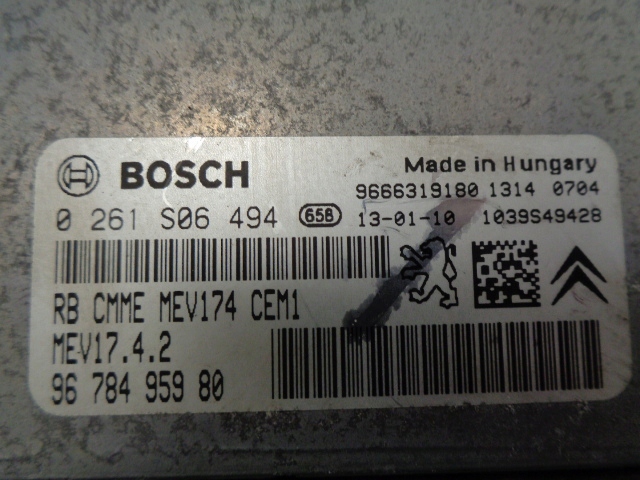 BOSCH
Made in Hungary
9666319180 1314 0704
0 261 S06 494 658 13-01-10 1039S49428
RB CMME MEV174 CEM1
MEV17.4.2
96 784 959 80